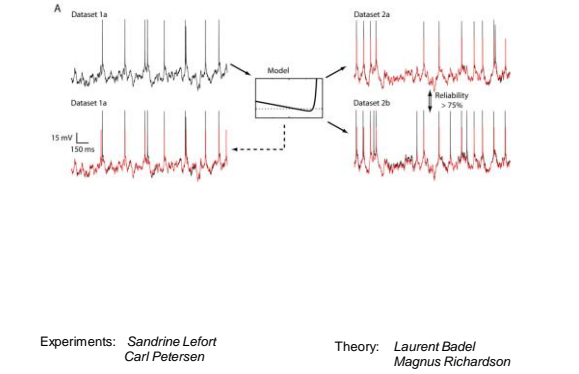 A
Dataset 1a
Dataset 2a
Model
Reliability
> 75%
Dataset 1a
Dataset 2b
15 mV
150 ms
Experiments: Sandrine Lefort
Carl Petersen
Theory: Laurent Badel
Magnus Richardson